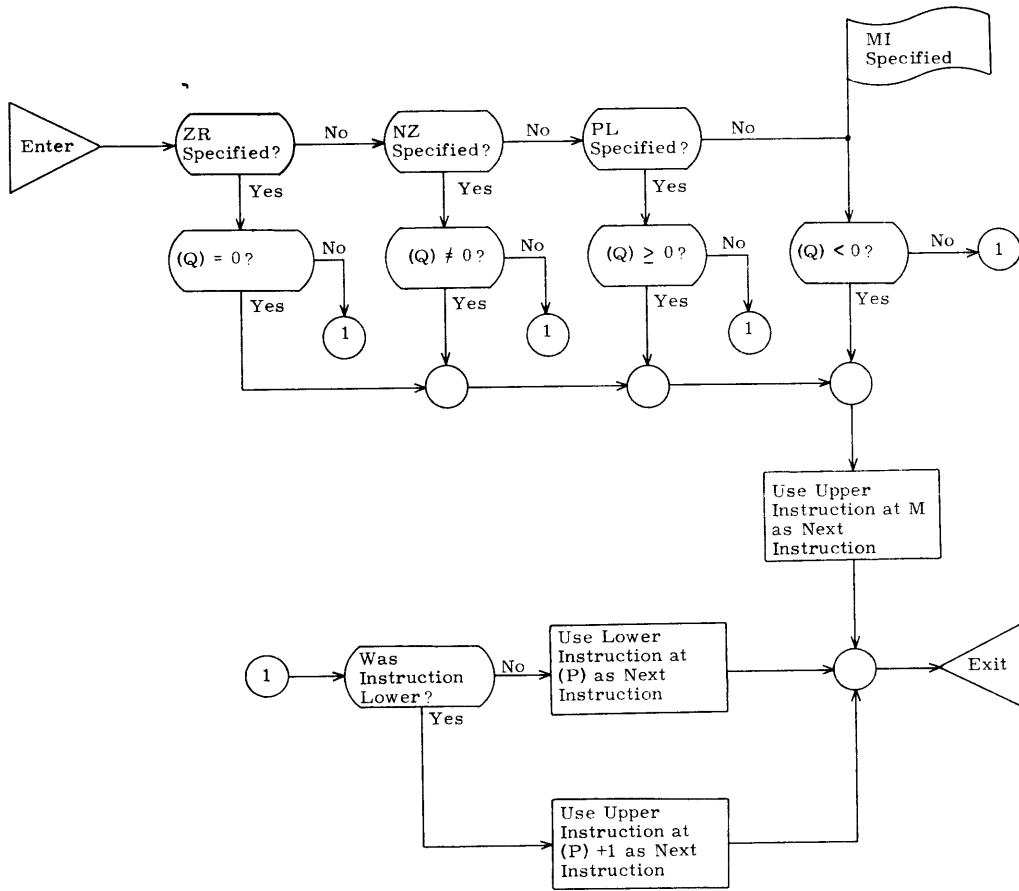 MI
Specified
Enter
ZR
Specified?
No
NZ
Specified?
No
PL
Specified?
No
Yes
Yes
Yes
(Q) = 0?
No
(Q) ≠ 0?
No
(Q) ≥ 0?
No
(Q) < 0?
No
1
Yes
Yes
Yes
Yes
1
1
1
Use Upper
Instruction at M
as Next
Instruction
1
Was
Instruction
Lower?
No
Yes
Use Lower
Instruction at
(P) as Next
Instruction
Exit
Use Upper
Instruction at
(P) +1 as Next
Instruction